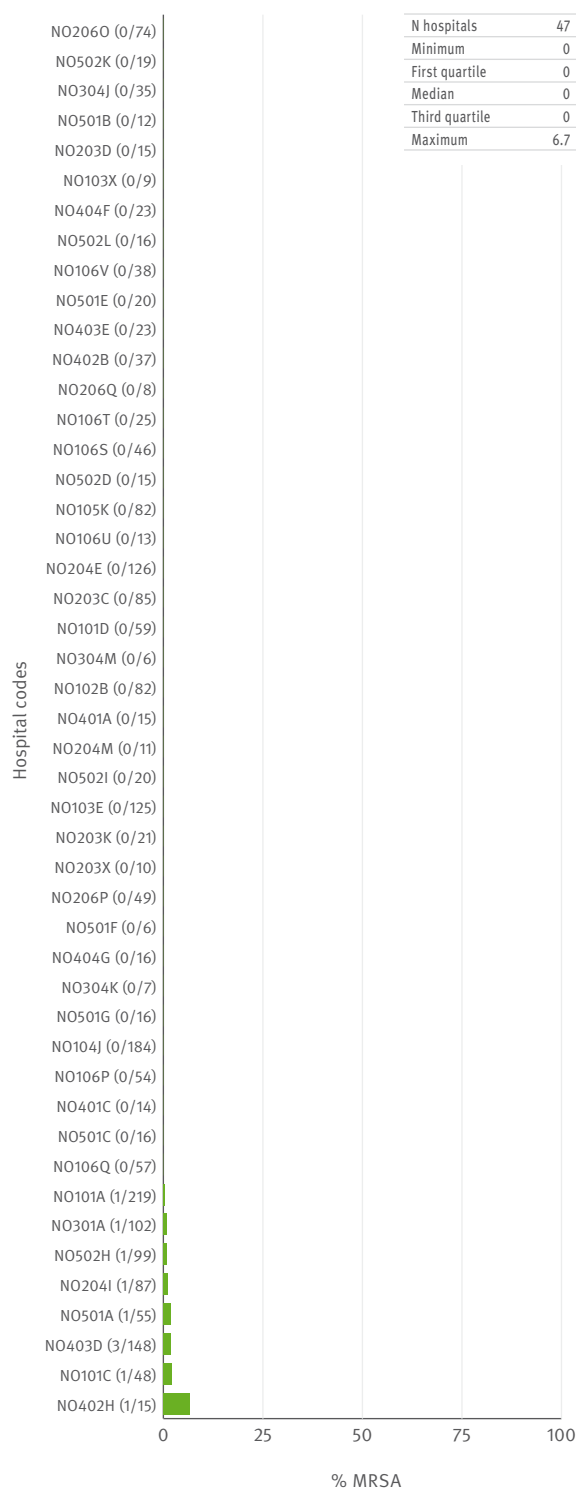 N hospitals 47
Minimum 0
First quartile 0
Median 0
Third quartile 0
Maximum 6.7
Hospital codes
NO206O (0/74)
NO502K (0/19)
NO304J (0/35)
NO501B (0/12)
NO203D (0/15)
NO103X (0/9)
NO404F (0/23)
NO502L (0/16)
NO106V (0/38)
NO501E (0/20)
NO403E (0/23)
NO402B (0/37)
NO206Q (0/8)
NO106T (0/25)
NO106S (0/46)
NO502D (0/15)
NO105K (0/82)
NO106U (0/13)
NO204E (0/126)
NO203C (0/85)
NO101D (0/59)
NO304M (0/6)
NO102B (0/82)
NO401A (0/15)
NO204M (0/11)
NO502I (0/20)
NO103E (0/125)
NO203K (0/21)
NO203X (0/10)
NO206P (0/49)
NO501F (0/6)
NO404G (0/16)
NO304K (0/7)
NO501G (0/16)
NO104J (0/184)
NO106P (0/54)
NO401C (0/14)
NO501C (0/16)
NO106Q (0/57)
NO101A (1/219)
NO301A (1/102)
NO502H (1/99)
NO204I (1/87)
NO501A (1/55)
NO403D (3/148)
NO101C (1/48)
NO402H (1/15)
0 25 50 75 100
% MRSA